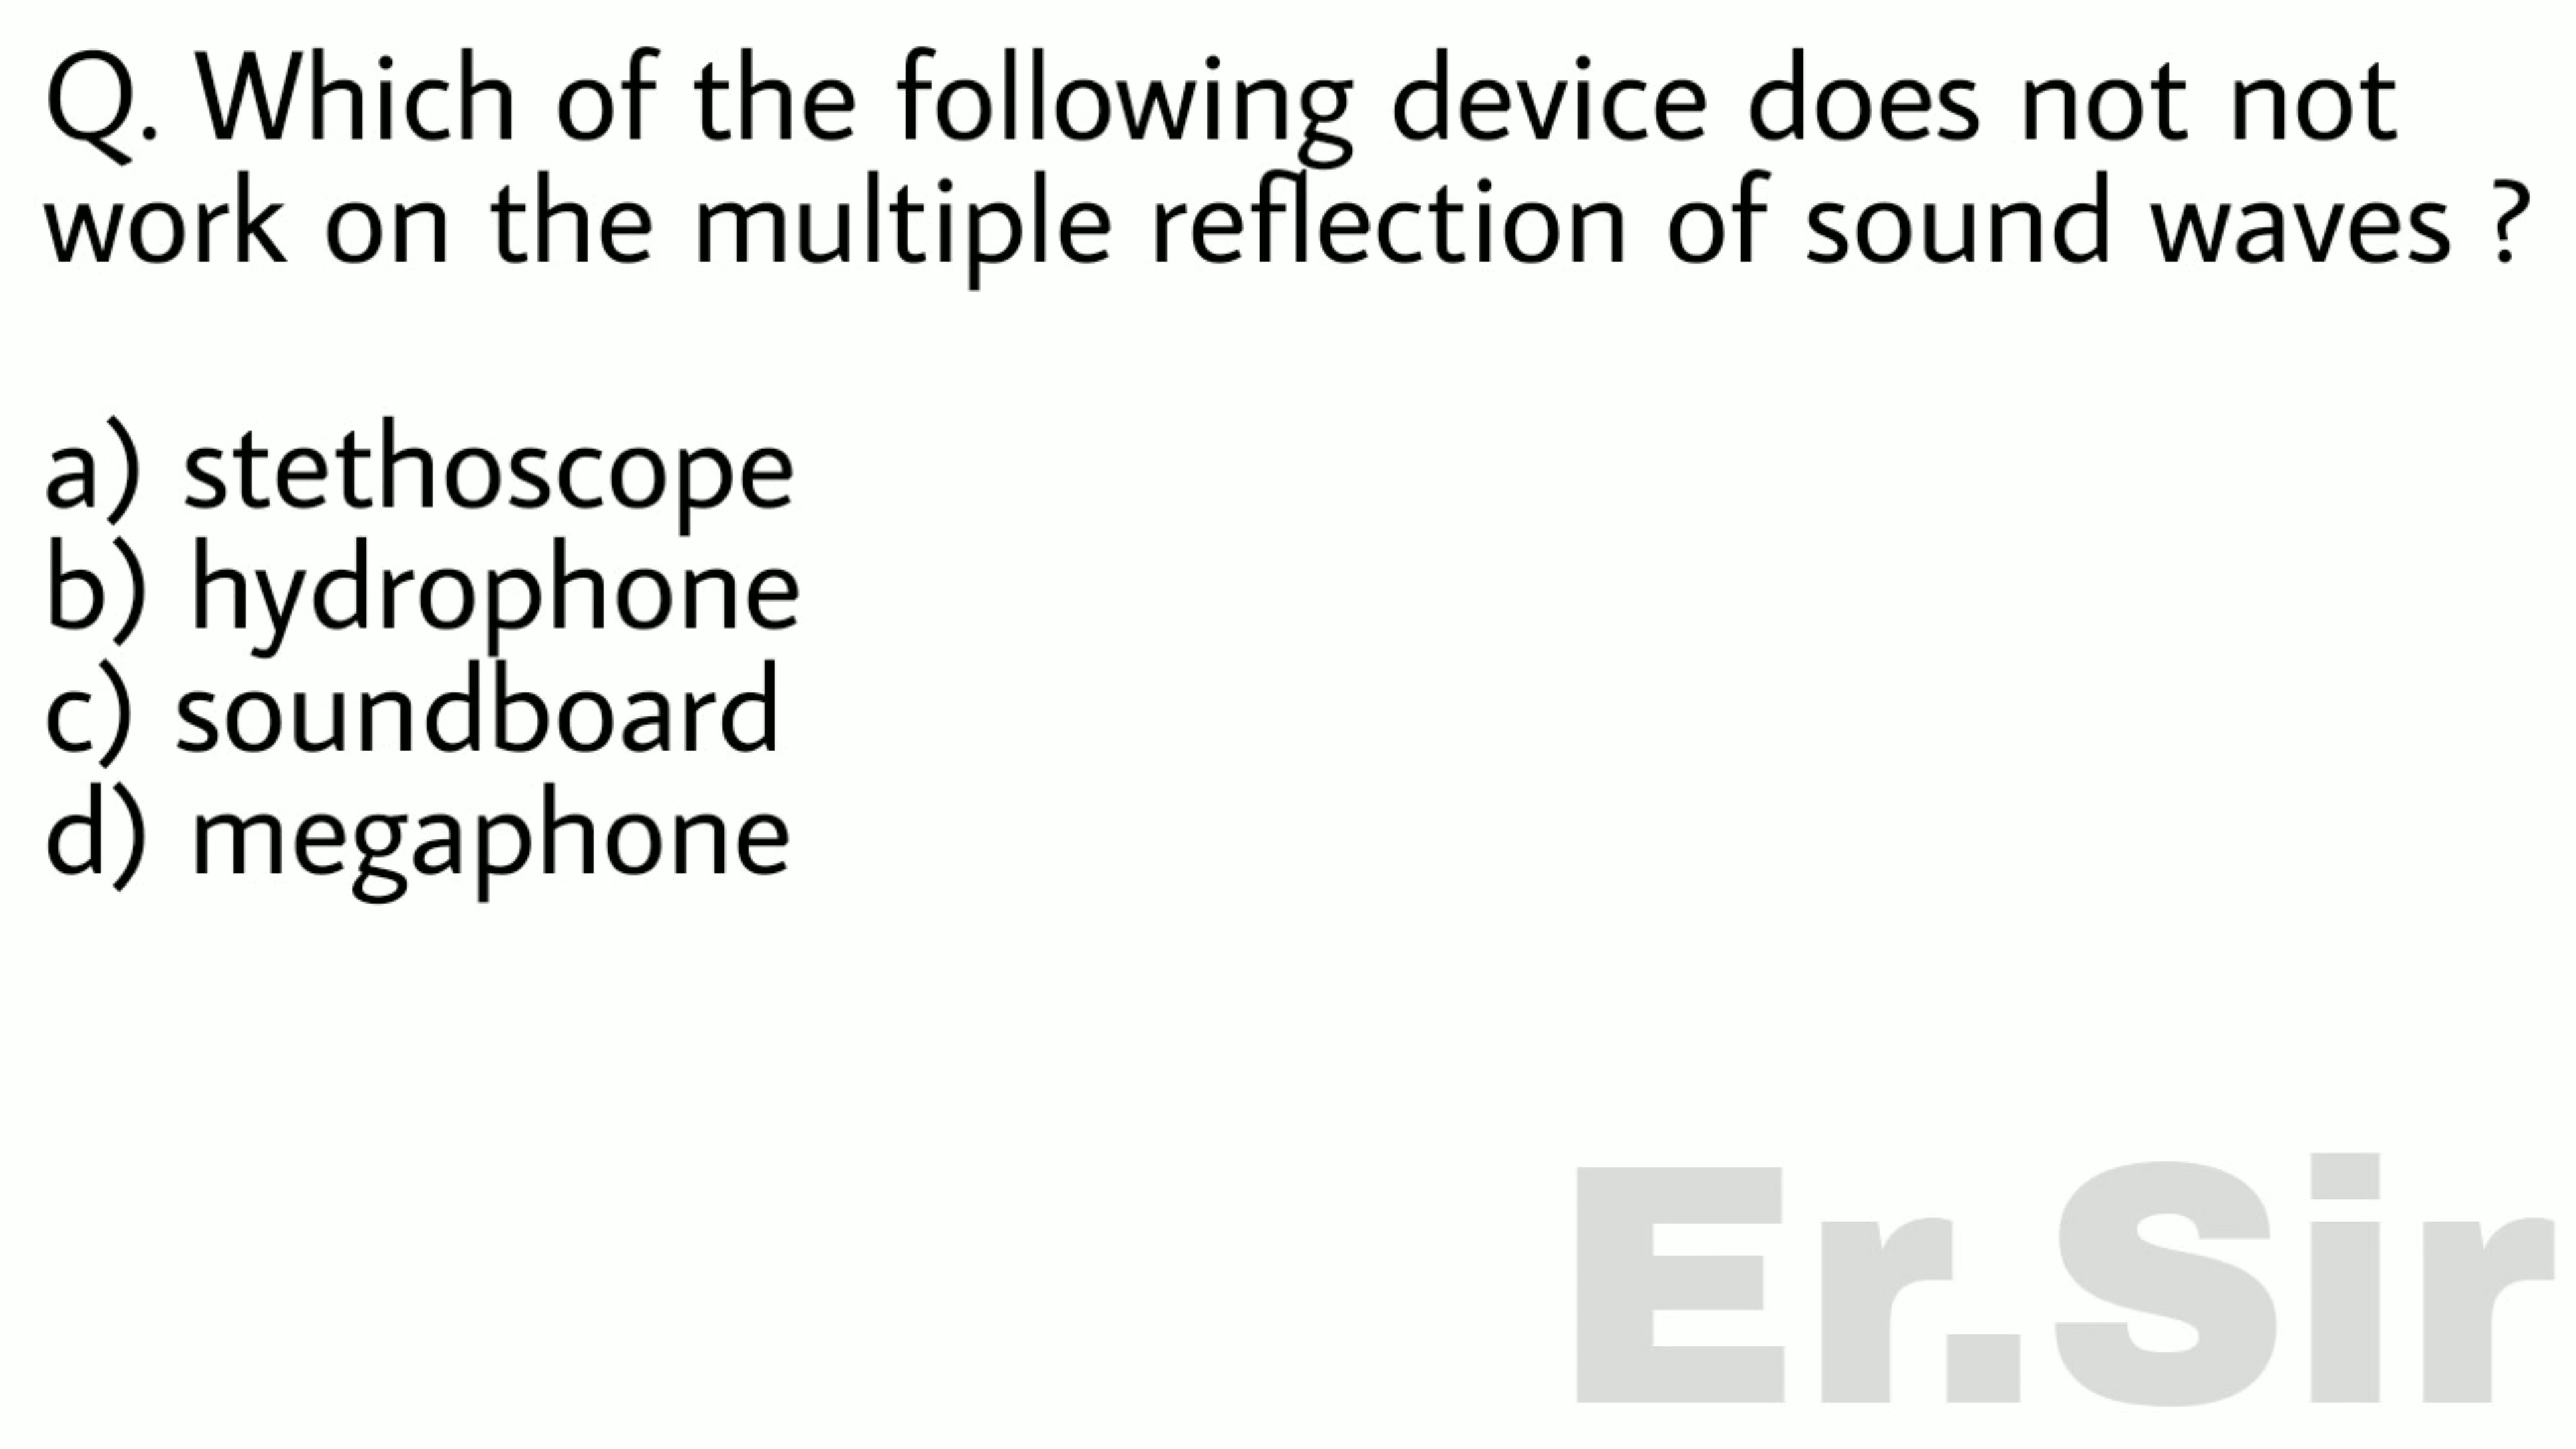 Q. Which of the following device does not not
work on the multiple reflection of sound waves ?
a) stethoscope
b) hydrophone
c) soundboard
d) megaphone
Er.Sir